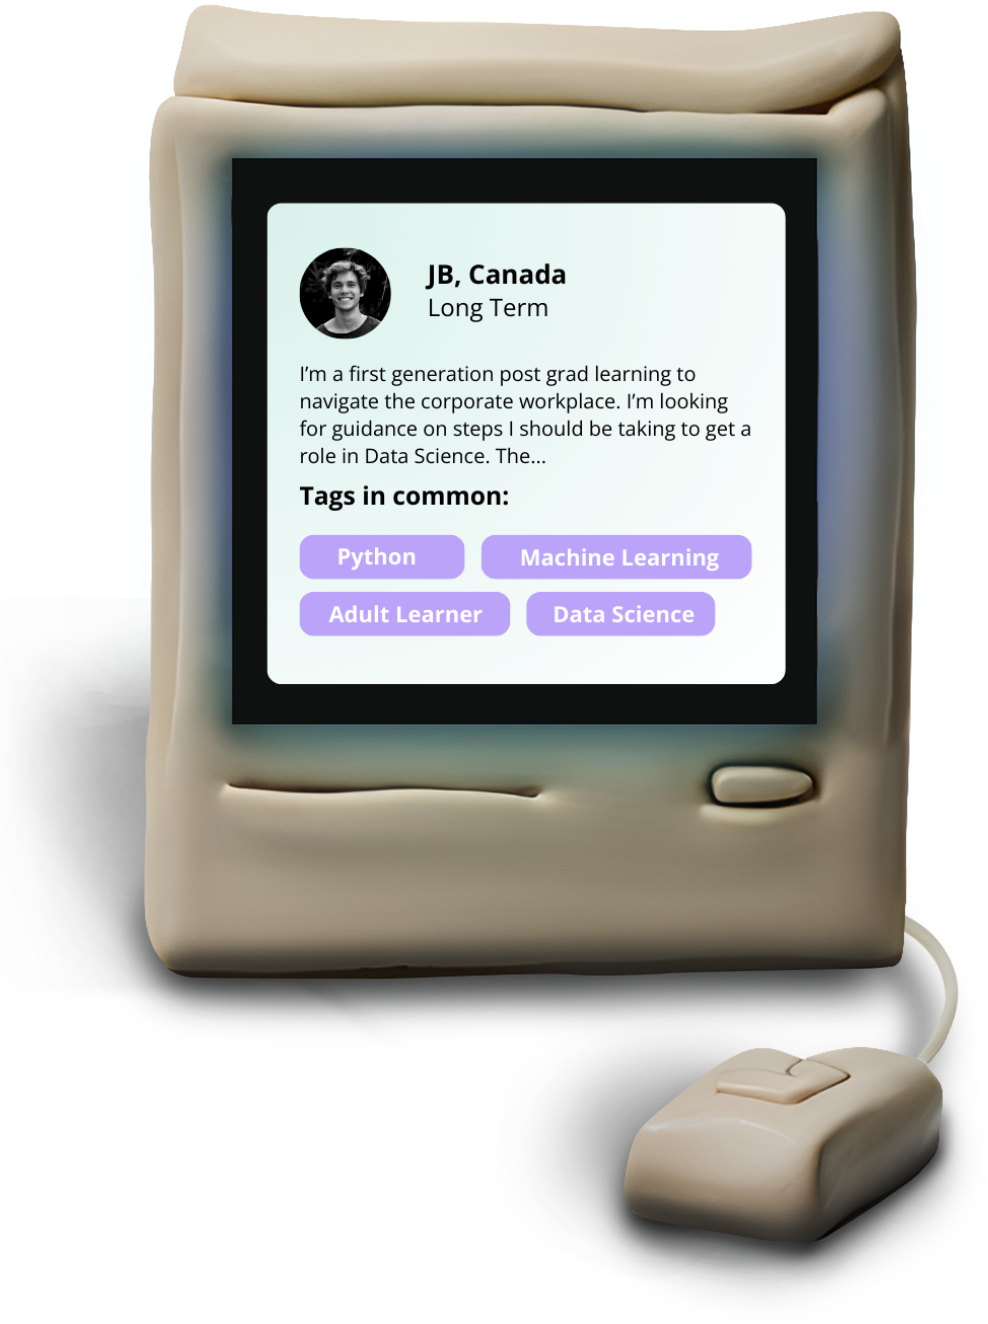 JB, Canada
Long Term
I’m a first generation post grad learning to
navigate the corporate workplace. I’m looking
for guidance on steps I should be taking to get a
role in Data Science. The...
Tags in common:
Python
Machine Learning
Adult Learner
Data Science